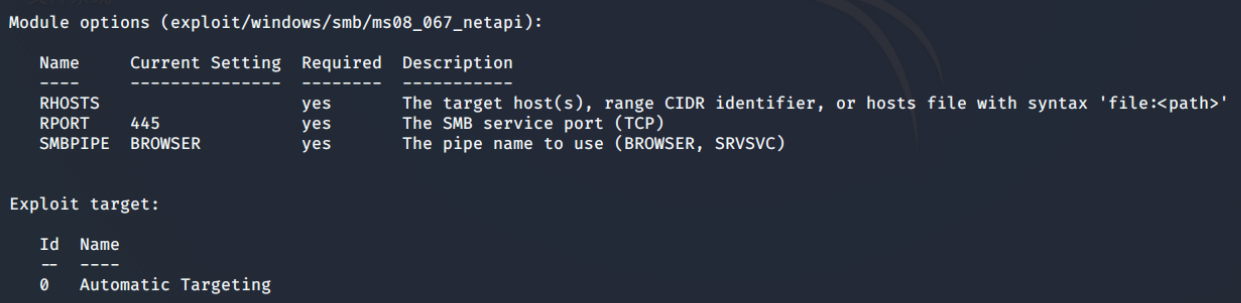 Module options (exploit/windows/smb/ms08_067_netapi):
Name Current Setting Required Description
---- --------------- -------- -----------
RHOSTS yes The target host(s), range CIDR identifier, or hosts file with syntax 'file:<path>'
RPORT 445 yes The SMB service port (TCP)
SMBPIPE BROWSER yes The pipe name to use (BROWSER, SRVSVC)
Exploit target:
Id Name
-- ----
0 Automatic Targeting